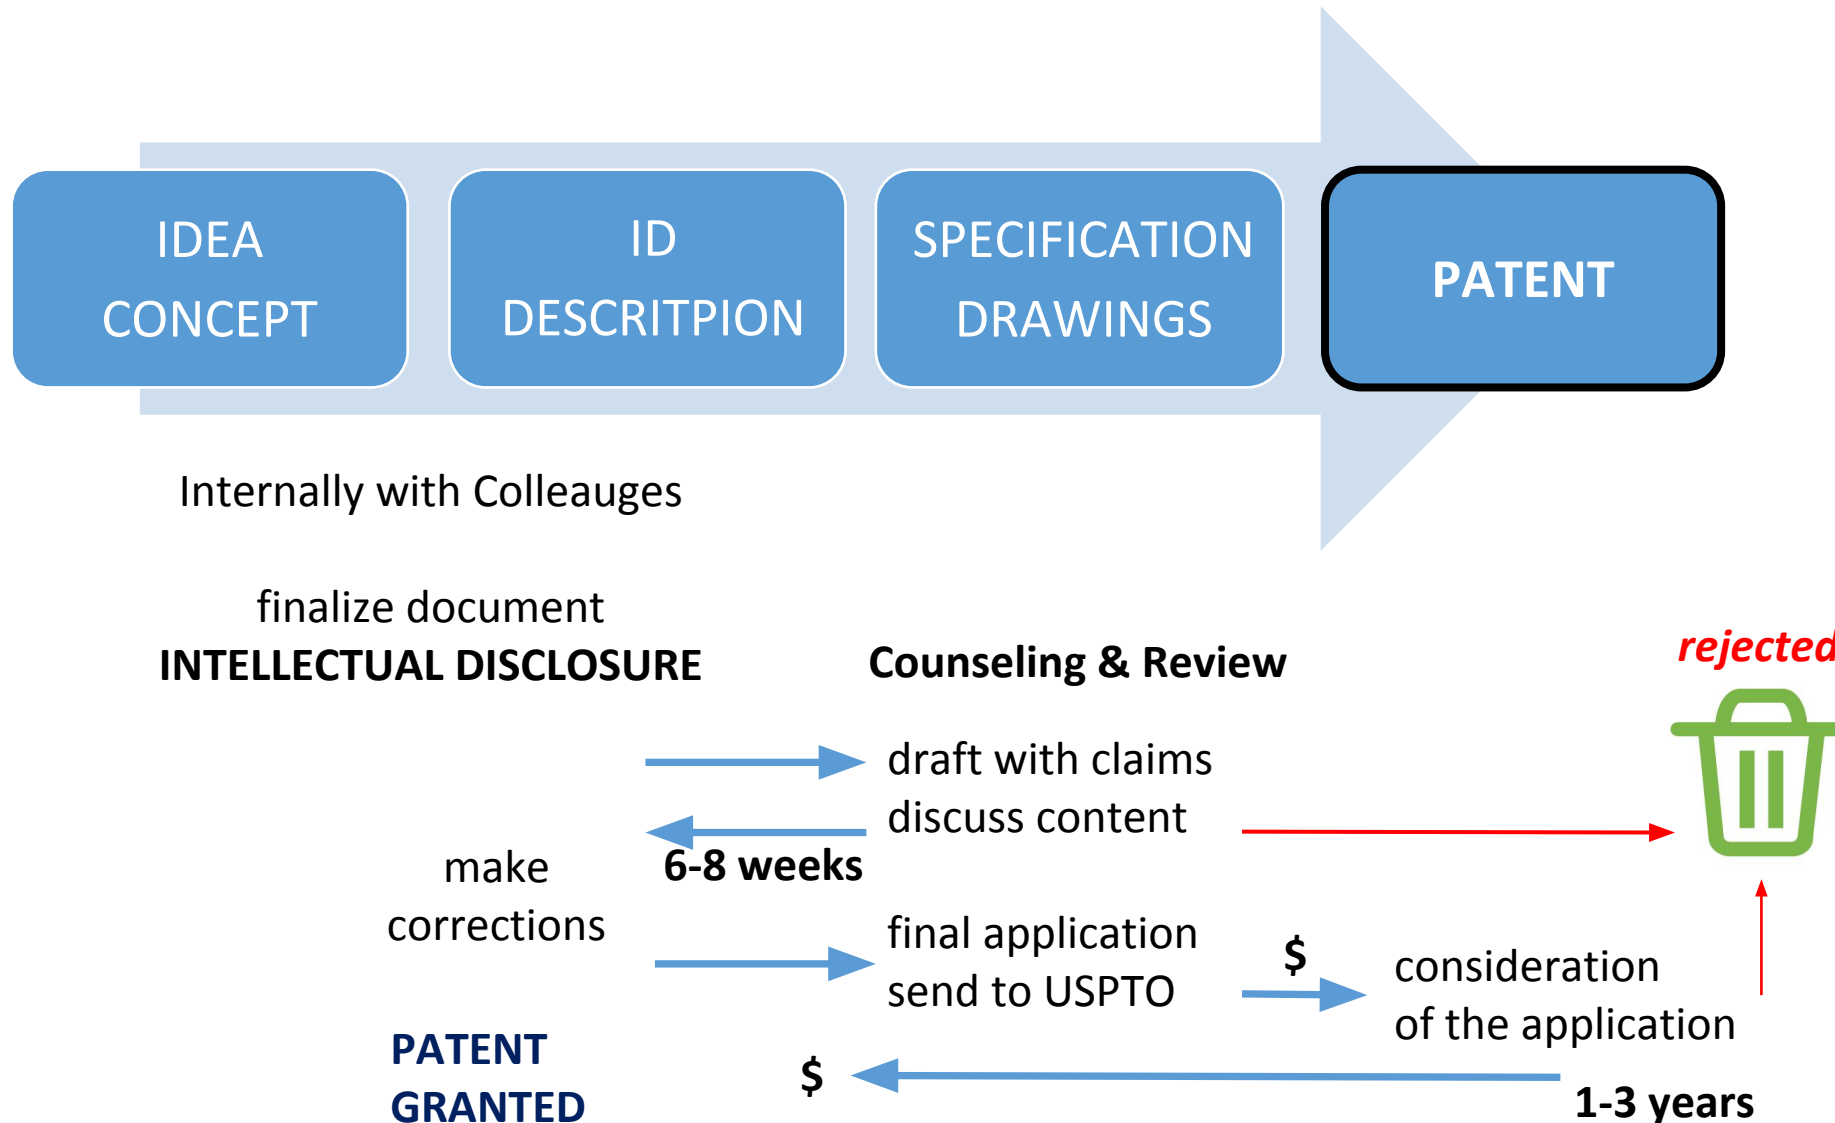 IDEA
CONCEPT
ID
DESCRITPION
SPECIFICATION
DRAWINGS
PATENT
Internally with Colleauges
finalize document
INTELLECTUAL DISCLOSURE
Counseling & Review
rejected
draft with claims
discuss content
6-8 weeks
make
corrections
final application
send to USPTO
$
consideration
of the application
PATENT
GRANTED
$
1-3 years